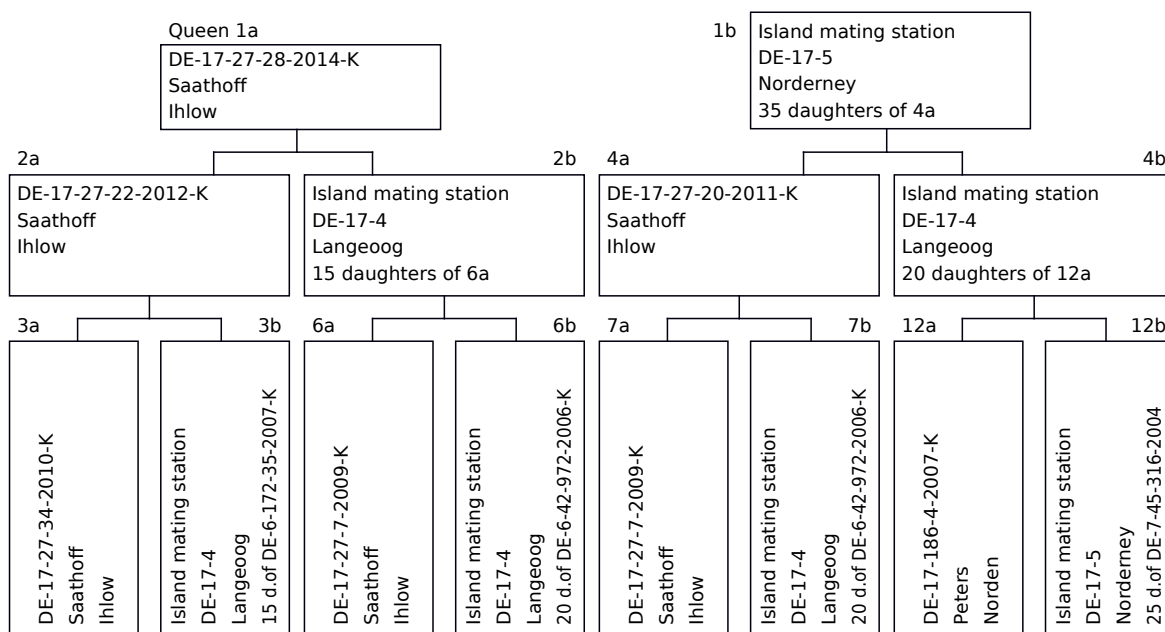 Queen 1a
DE-17-27-28-2014-K
Saathoff
Ihlow
1b
Island mating station
DE-17-5
Norderney
35 daughters of 4a
2a
DE-17-27-22-2012-K
Saathoff
Ihlow
2b
Island mating station
DE-17-4
Langeoog
15 daughters of 6a
4a
DE-17-27-20-2011-K
Saathoff
Ihlow
4b
Island mating station
DE-17-4
Langeoog
20 daughters of 12a
3a
DE-17-27-34-2010-K
Saathoff
Ihlow
3b
Island mating station
DE-17-4
Langeoog
15 d.of DE-6-172-35-2007-K
6a
DE-17-27-7-2009-K
Saathoff
Ihlow
6b
Island mating station
DE-17-4
Langeoog
20 d.of DE-6-42-972-2006-K
7a
DE-17-27-7-2009-K
Saathoff
Ihlow
7b
Island mating station
DE-17-4
Langeoog
20 d.of DE-6-42-972-2006-K
12a
DE-17-186-4-2007-K
Peters
Norden
12b
Island mating station
DE-17-5
Norderney
25 d.of DE-7-45-316-2004